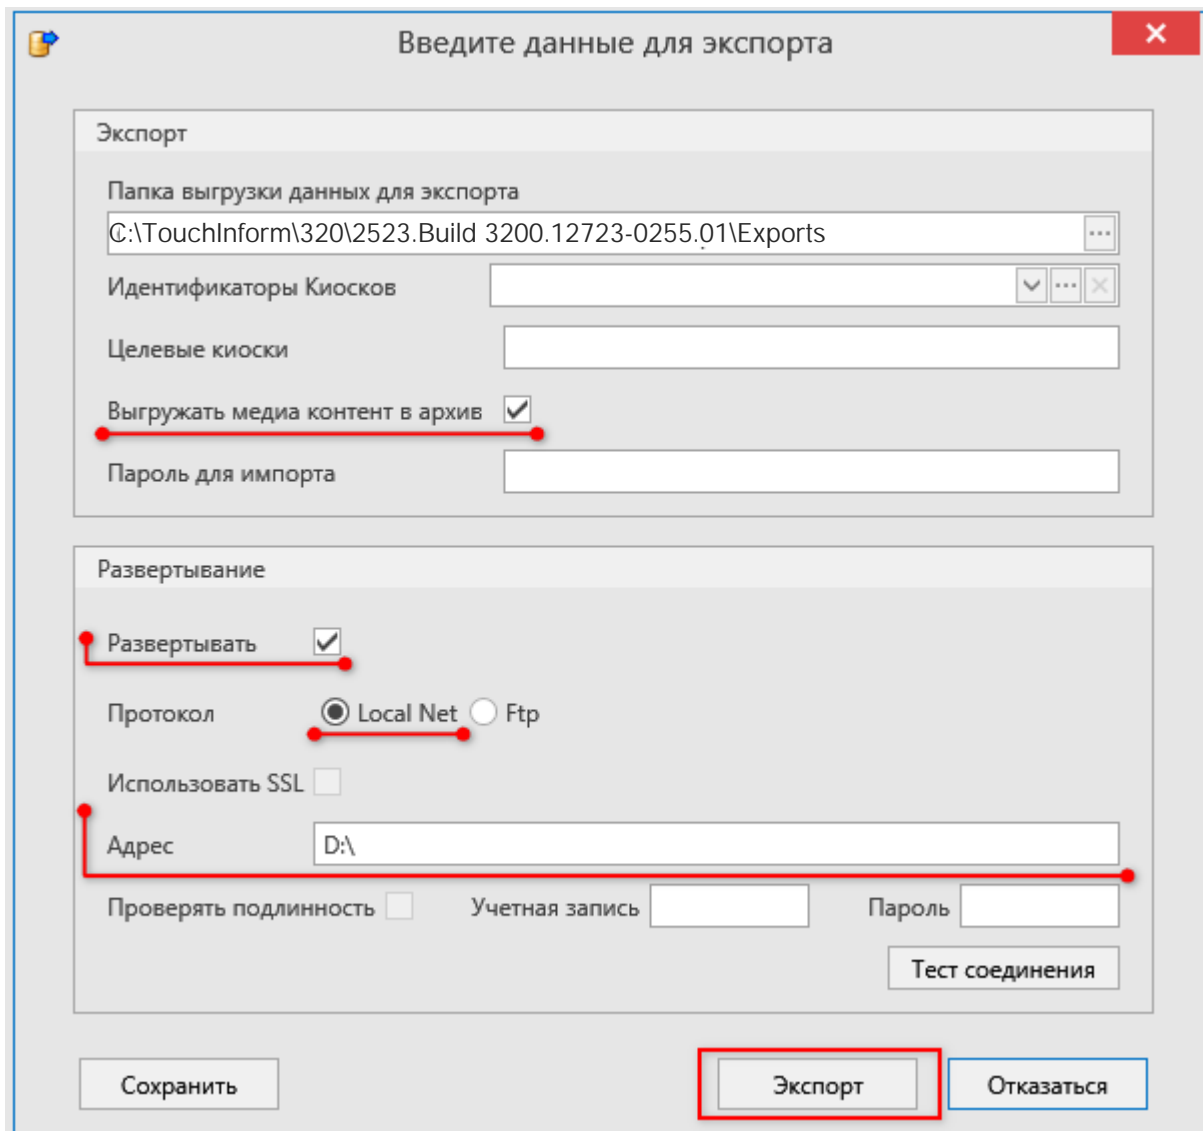 Введите данные для экспорта
Экспорт
Папка выгрузки данных для экспорта
C:\TouchInform\320\2523.Build 3200.12723-0255.01\Exports
Идентификаторы Киосков
Целевые киоски
Выгружать медиа контент в архив
Пароль для импорта
Развертывание
Развертывать
Протокол Local Net Ftp
Использовать SSL
Адрес D:\
Проверять подлинность Учетная запись Пароль
Тест соединения
Сохранить Экспорт Отказаться